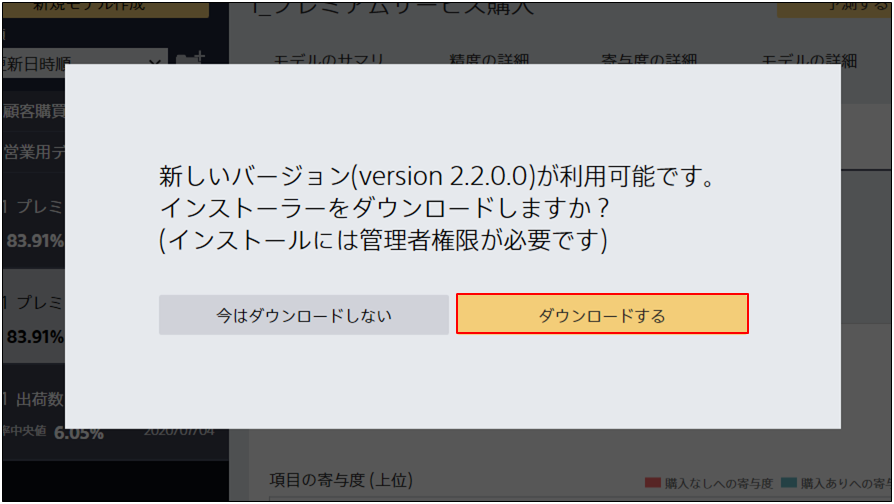 新規モデル作成
1_プレミアムサービス購入
予測する
更新日時順
モデルのサマリ
精度の詳細
寄与度の詳細
モデルの詳細
顧客購買
営業用デ
新しいバージョン(version 2.2.0.0)が利用可能です。
インストーラーをダウンロードしますか？
(インストールには管理者権限が必要です)
プレミ
83.91%
今はダウンロードしない
ダウンロードする
プレミ
83.91%
出荷数
率中央値
6.05%
2020/07/04
項目の寄与度 (上位)
購入なしへの寄与度
購入ありへの寄与